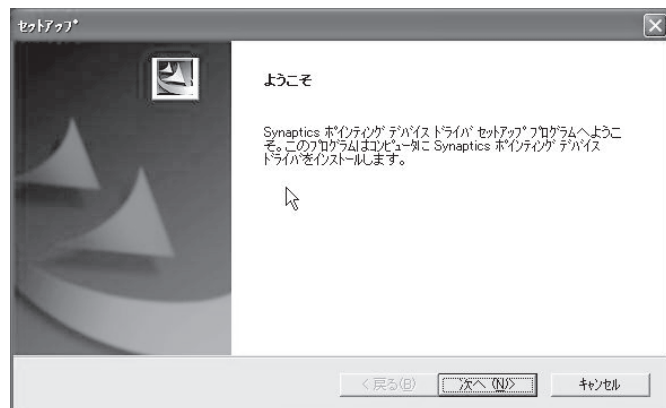 セットアップ
ようこそ
Synaptics ポインティング デバイス ドライバ セットアップ プログラムへようこ
そ。このプログラムはコンピュータに Synaptics ポインティング デバイス
ドライバをインストールします。
< 戻る(B)
次へ (N)>
キャンセル